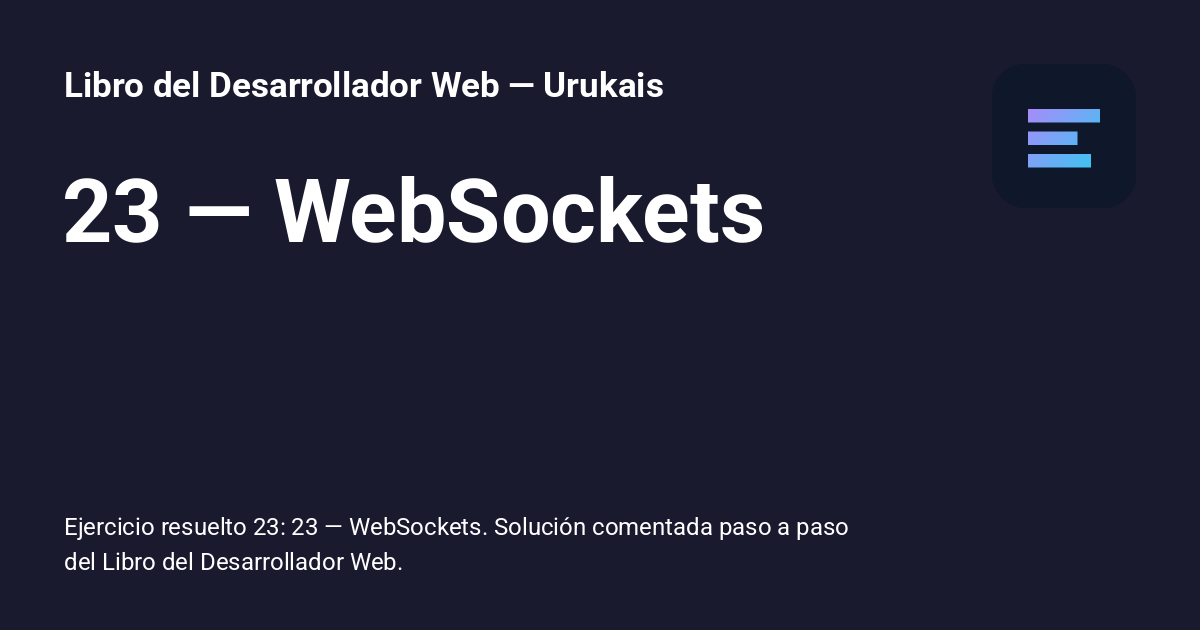 Libro del Desarrollador Web — Urukais
23 — WebSockets
Ejercicio resuelto 23: 23 — WebSockets. Solución comentada paso a paso
del Libro del Desarrollador Web.